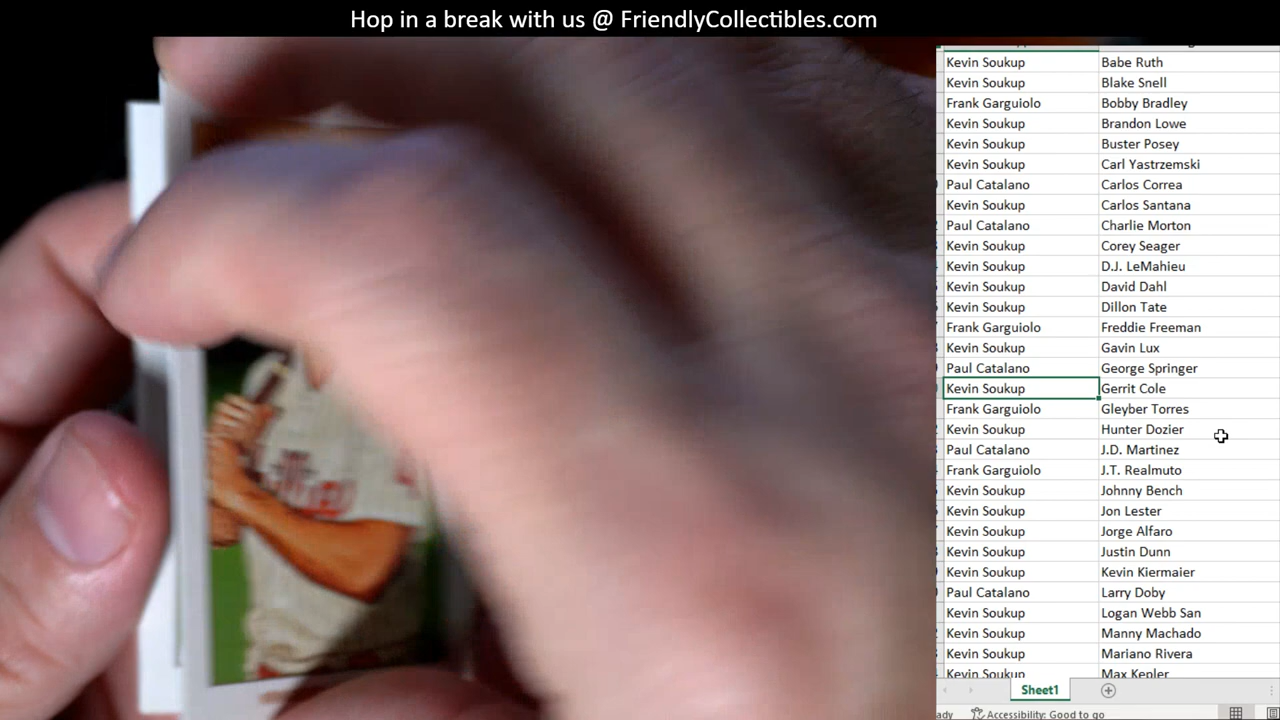 Hop in a break with us @ FriendlyCollectibles.com
Kevin Soukup Babe Ruth
Kevin Soukup Blake Snell
Frank Garguiolo Bobby Bradley
Kevin Soukup Brandon Lowe
Kevin Soukup Buster Posey
Kevin Soukup Carl Yastrzemski
Paul Catalano Carlos Correa
Kevin Soukup Carlos Santana
Paul Catalano Charlie Morton
Kevin Soukup Corey Seager
Kevin Soukup D.J. LeMahieu
Kevin Soukup David Dahl
Kevin Soukup Dillon Tate
Frank Garguiolo Freddie Freeman
Kevin Soukup Gavin Lux
Paul Catalano George Springer
Kevin Soukup Gerrit Cole
Frank Garguiolo Gleyber Torres
Kevin Soukup Hunter Dozier
Paul Catalano J.D. Martinez
Frank Garguiolo J.T. Realmuto
Kevin Soukup Johnny Bench
Kevin Soukup Jon Lester
Kevin Soukup Jorge Alfaro
Kevin Soukup Justin Dunn
Kevin Soukup Kevin Kiermaier
Paul Catalano Larry Doby
Kevin Soukup Logan Webb San
Kevin Soukup Manny Machado
Kevin Soukup Mariano Rivera
Kevin Soukup Max Kepler
Sheet1
ady Accessibility: Good to go